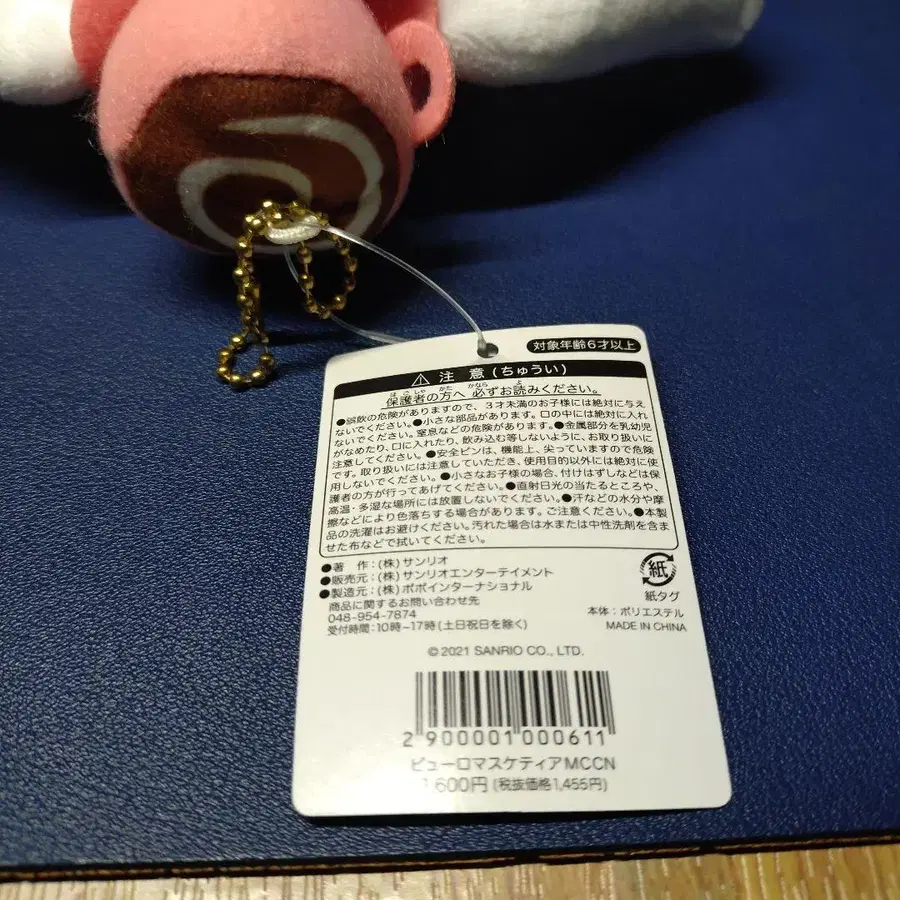 対象年齢6才以上
⚠ 注 意 (ちゅうい)
保護者の方へ 必ずお読みください。
●誤飲の危険がありますので、3才未満のお子様には絶対に与え
ないでください。●小さな部品があります。口の中には絶対に入れ
ないでください。窒息などの危険があります。●金属部分を乳幼児
がなめたり、口に入れたり、飲み込む等しないように、お取り扱いに
注意してください。●安全ピンは、機能上、尖っていますので危険
です。取り扱いには注意していただき、使用目的以外には絶対に使
用しないでください。●小さなお子様の場合、付けはずしなどは保
護者の方が行ってあげてください。●直射日光の当たるところや、
高温・多湿な場所には放置しないでください。●汗などの水分や摩
擦などにより色落ちする場合があります。ご注意ください。●本製
品の洗濯はお避けください。汚れた場合は水または中性洗剤を含ま
せた布などで拭いてください。
●著 作：(株)サンリオ
●販売元：(株)サンリオエンターテイメント
●製造元：(株)ポポインターナショナル
商品に関するお問い合わせ先
048-954-7874
受付時間：10時〜17時(土日祝日を除く)
紙
紙タグ
本体：ポリエステル
MADE IN CHINA
©2021 SANRIO CO., LTD.
2 900001 000611
ピューロマスケティアMCCN
1,600円 (税抜価格1,455円)